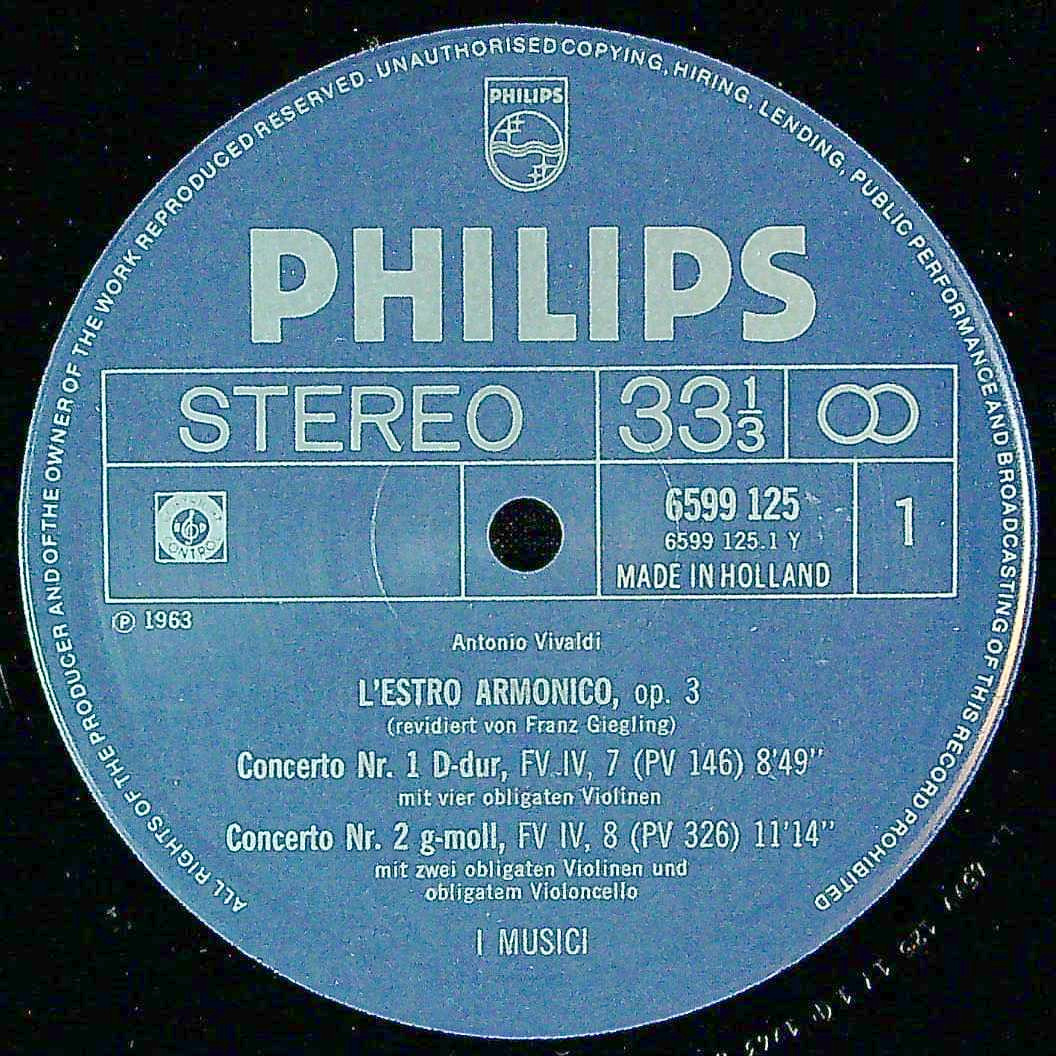 ALL RIGHTS OF THE PRODUCER AND OF THE OWNER OF THE WORK REPRODUCED RESERVED. UNAUTHORISED COPYING, HIRING, LENDING, PUBLIC PERFORMANCE AND BROADCASTING OF THIS RECORD PROHIBITED
PHILIPS
PHILIPS
STEREO 33 1/3
6599 125 1
6599 125.1 Y
MADE IN HOLLAND
℗ 1963
Antonio Vivaldi
L'ESTRO ARMONICO, op. 3
(revidiert von Franz Giegling)
Concerto Nr. 1 D-dur, FV IV, 7 (PV 146) 8'49"
mit vier obligaten Violinen
Concerto Nr. 2 g-moll, FV IV, 8 (PV 326) 11'14"
mit zwei obligaten Violinen und
obligatem Violoncello
I MUSICI